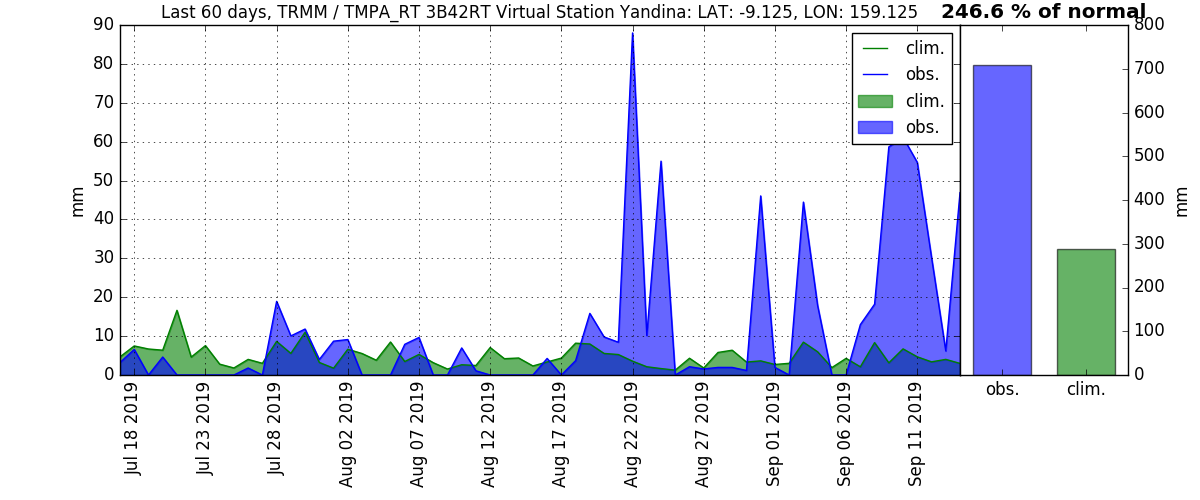 Last 60 days, TRMM / TMPA_RT 3B42RT Virtual Station Yandina: LAT: -9.125, LON: 159.125
246.6 % of normal
90
80
70
60
50
40
30
20
10
0
mm
clim.
obs.
clim.
obs.
800
700
600
500
400
300
200
100
0
mm
obs.
clim.
Jul 18 2019
Jul 23 2019
Jul 28 2019
Aug 02 2019
Aug 07 2019
Aug 12 2019
Aug 17 2019
Aug 22 2019
Aug 27 2019
Sep 01 2019
Sep 06 2019
Sep 11 2019